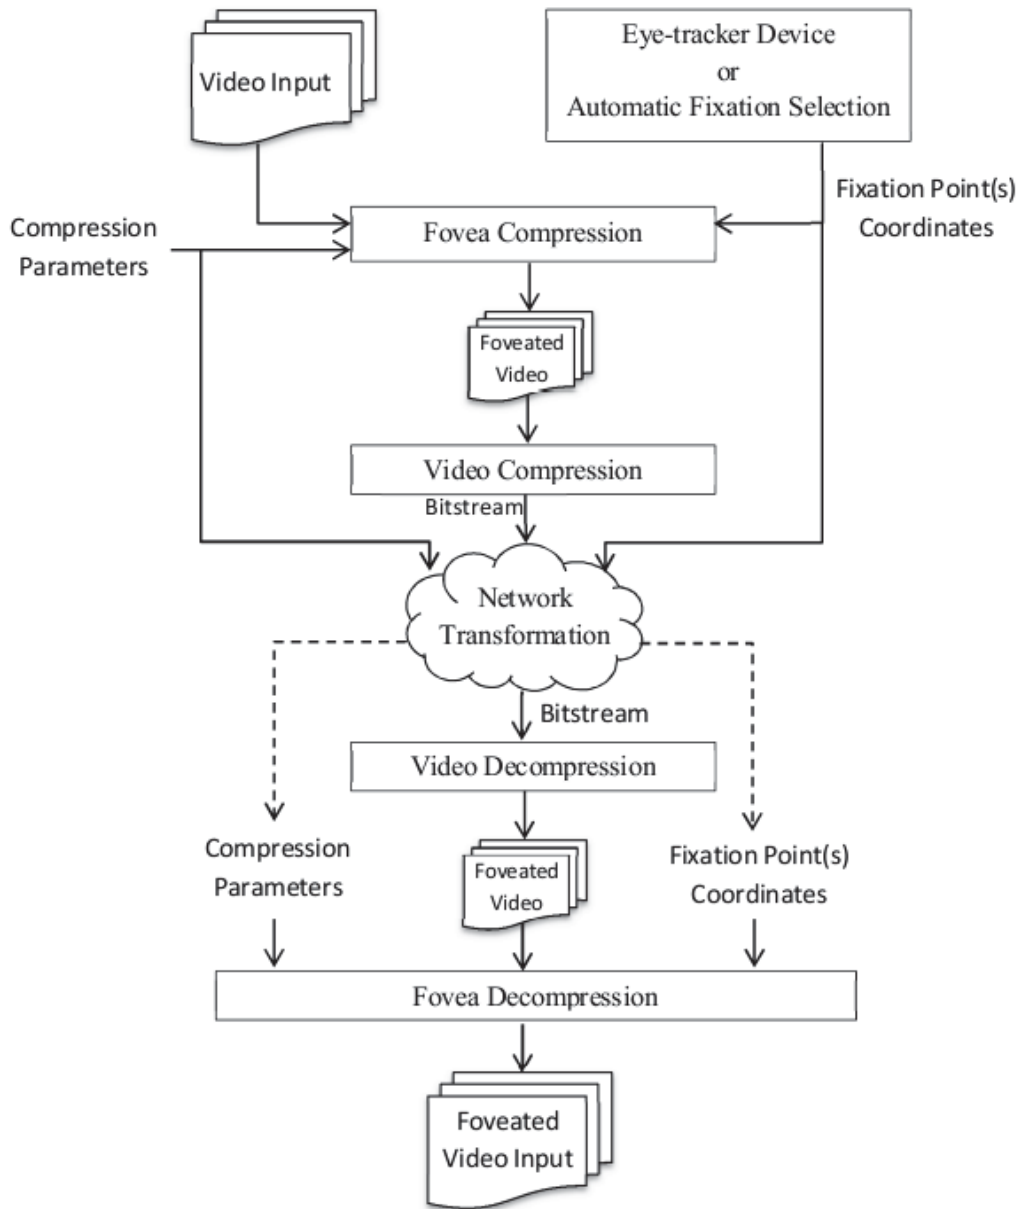 Video Input
Eye-tracker Device
or
Automatic Fixation Selection
Fixation Point(s)
Coordinates
Compression
Parameters
Fovea Compression
Foveated
Video
Video Compression
Bitstream
Network
Transformation
Bitstream
Video Decompression
Compression
Parameters
Foveated
Video
Fixation Point(s)
Coordinates
Fovea Decompression
Foveated
Video Input